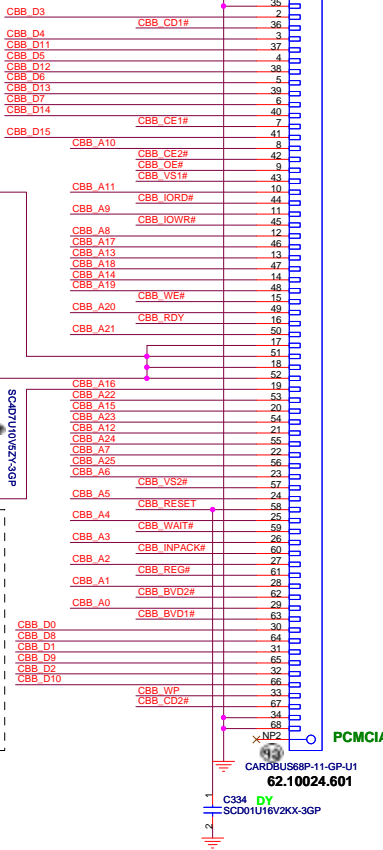 35
CBB_D3 2
CBB_CD1# 36
CBB_D4 3
CBB_D11 37
CBB_D5 4
CBB_D12 38
CBB_D6 5
CBB_D13 39
CBB_D7 6
CBB_D14 40
CBB_CE1# 7
CBB_D15 41
CBB_A10 8
CBB_CE2# 42
CBB_OE# 9
CBB_VS1# 43
CBB_A11 10
CBB_IORD# 44
CBB_A9 11
CBB_IOWR# 45
CBB_A8 12
CBB_A17 46
CBB_A13 13
CBB_A18 47
CBB_A14 14
CBB_A19 48
CBB_WE# 15
CBB_A20 49
CBB_RDY 16
CBB_A21 50
17
51
18
52
CBB_A16 19
CBB_A22 53
CBB_A15 20
CBB_A23 54
CBB_A12 21
CBB_A24 55
CBB_A7 22
CBB_A25 56
CBB_A6 23
CBB_VS2# 57
CBB_A5 24
CBB_RESET 58
CBB_A4 25
CBB_WAIT# 59
CBB_A3 26
CBB_INPACK# 60
CBB_A2 27
CBB_REG# 61
CBB_A1 28
CBB_BVD2# 62
CBB_A0 29
CBB_BVD1# 63
CBB_D0 30
CBB_D8 64
CBB_D1 31
CBB_D9 65
CBB_D2 32
CBB_D10 66
CBB_WP 33
CBB_CD2# 67
34
68
NP2
SC4D7U10V5ZY-3GP
PCMCIA
CARDBUS68P-11-GP-U1
62.10024.601
1
C334 DY
SCD01U16V2KX-3GP
2